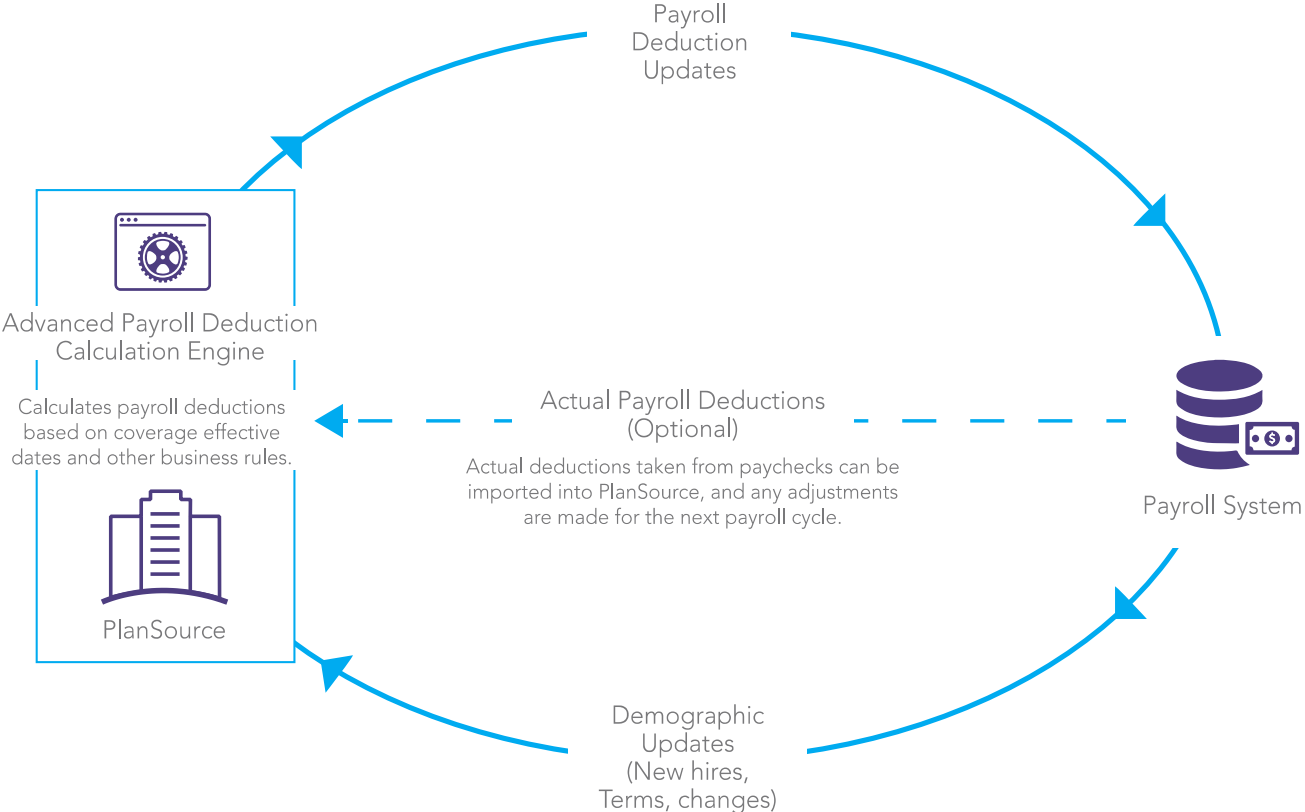 Payroll
Deduction
Updates
Advanced Payroll Deduction
Calculation Engine
Calculates payroll deductions
based on coverage effective
dates and other business rules.
PlanSource
Actual Payroll Deductions
(Optional)
Actual deductions taken from paychecks can be
imported into PlanSource, and any adjustments
are made for the next payroll cycle.
$
Payroll System
Demographic
Updates
(New hires,
Terms, changes)